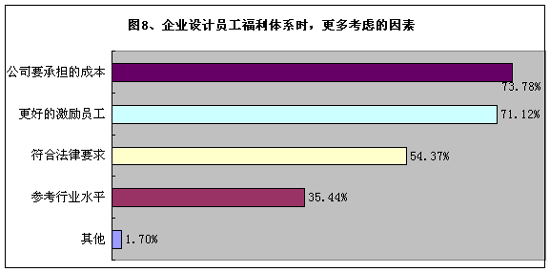 图8、企业设计员工福利体系时，更多考虑的因素
公司要承担的成本
73.78%
更好的激励员工
71.12%
符合法律要求
54.37%
参考行业水平
35.44%
其他
1.70%